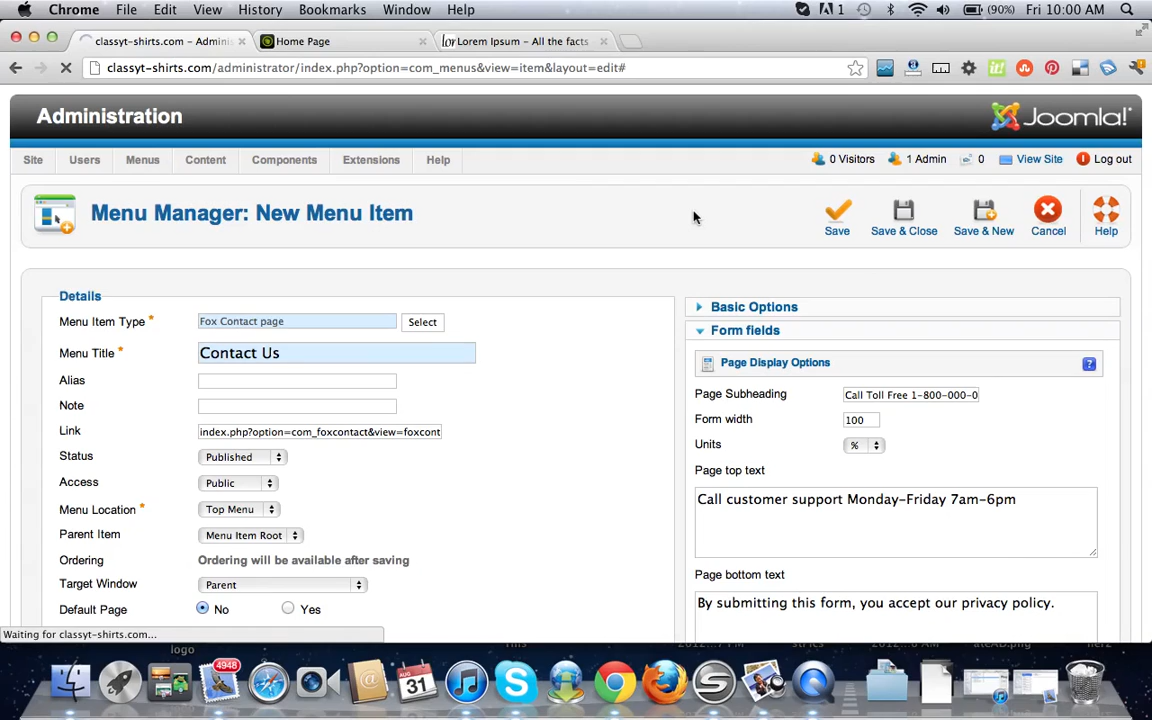 Chrome File Edit View History Bookmarks Window Help 1 (90%) Fri 10:00 AM
classyt-shirts.com – Adminis Home Page lor Lorem Ipsum - All the facts
classyt-shirts.com/administrator/index.php?option=com_menus&view=item&layout=edit#
Administration Joomla!
Site Users Menus Content Components Extensions Help 0 Visitors 1 Admin 0 View Site Log out
Menu Manager: New Menu Item
Save Save & Close Save & New Cancel Help
Details
Menu Item Type * Fox Contact page Select
Menu Title * Contact Us
Alias
Note
Link index.php?option=com_foxcontact&view=foxcont
Status Published
Access Public
Menu Location * Top Menu
Parent Item Menu Item Root
Ordering Ordering will be available after saving
Target Window Parent
Default Page No Yes
Basic Options
Form fields
Page Display Options ?
Page Subheading Call Toll Free 1-800-000-0
Form width 100
Units %
Page top text
Call customer support Monday-Friday 7am-6pm
Page bottom text
By submitting this form, you accept our privacy policy.
Waiting for classyt-shirts.com...
logo
4948
31